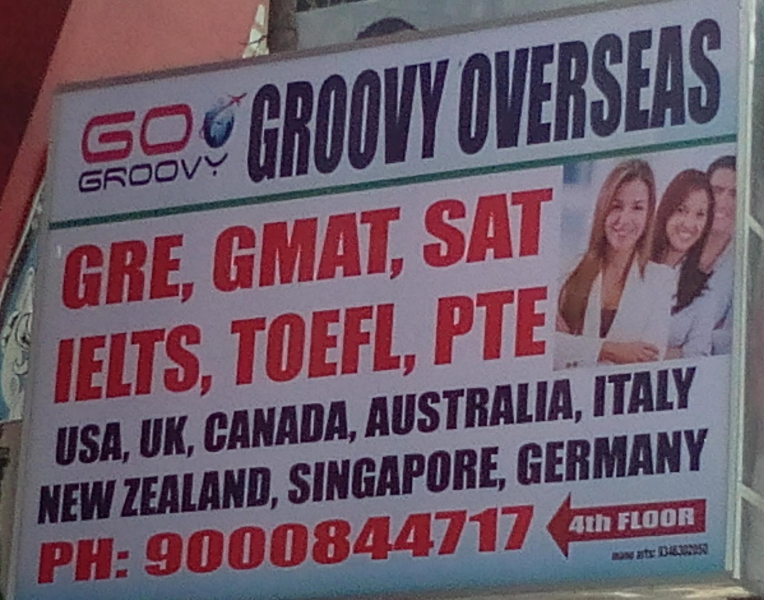 GO
GROOVY
GROOVY OVERSEAS
GRE, GMAT, SAT
IELTS, TOEFL, PTE
USA, UK, CANADA, AUSTRALIA, ITALY
NEW ZEALAND, SINGAPORE, GERMANY
PH: 9000844717
4th FLOOR
arts: